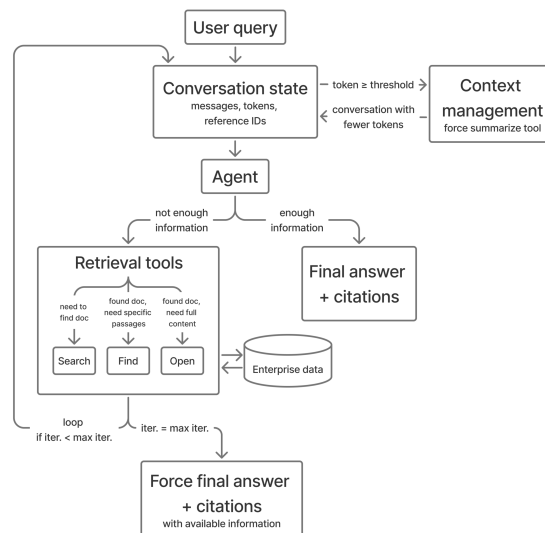 User query
Conversation state
messages, tokens,
reference IDs
token ≥ threshold
conversation with
fewer tokens
Context
management
force summarize tool
Agent
not enough
information
enough
information
Retrieval tools
need to
find doc
found doc,
need specific
passages
found doc,
need full
content
Search
Find
Open
Enterprise data
Final answer
+ citations
loop
if iter. < max iter.
iter. = max iter.
Force final answer
+ citations
with available information